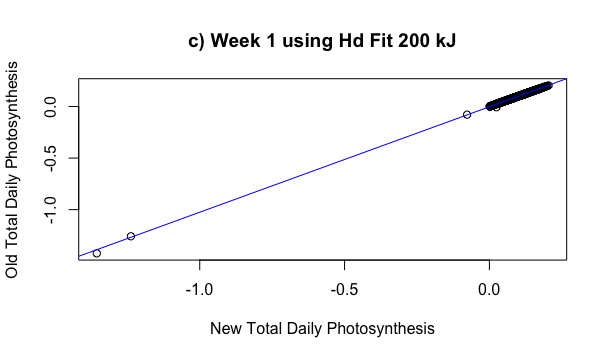 c) Week 1 using Hd Fit 200 kJ
Old Total Daily Photosynthesis
0.0
-0.5
-1.0
-1.0 -0.5 0.0
New Total Daily Photosynthesis